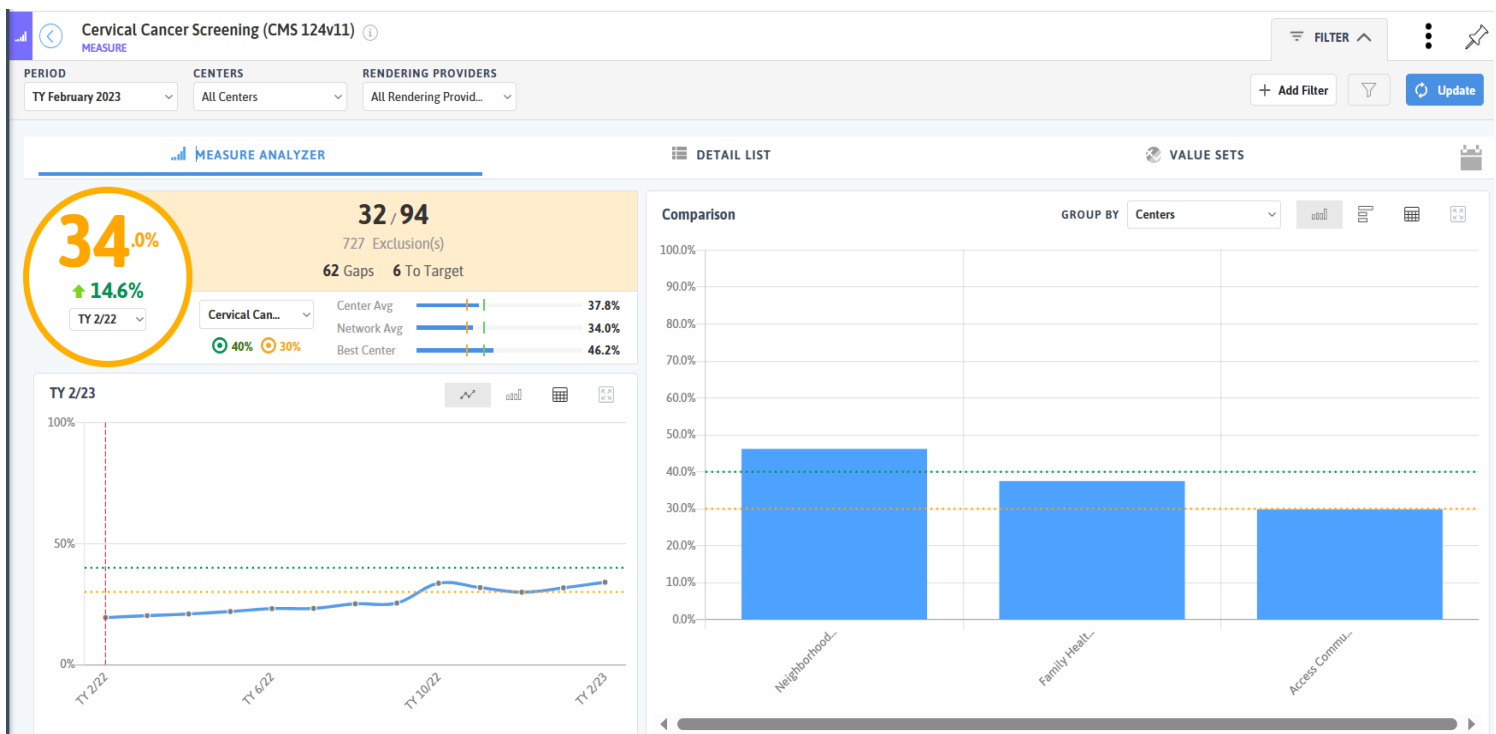 Cervical Cancer Screening (CMS 124v11)
MEASURE
FILTER
PERIOD CENTERS RENDERING PROVIDERS
TY February 2023 All Centers All Rendering Provid...
+ Add Filter Update
MEASURE ANALYZER DETAIL LIST VALUE SETS
34.0%
14.6%
TY 2/22
32 / 94
727 Exclusion(s)
62 Gaps 6 To Target
Cervical Can...
40% 30%
Center Avg 37.8%
Network Avg 34.0%
Best Center 46.2%
TY 2/23
100%
50%
0%
TY 2/22 TY 6/22 TY 10/22 TY 2/23
Comparison GROUP BY Centers
100.0%
90.0%
80.0%
70.0%
60.0%
50.0%
40.0%
30.0%
20.0%
10.0%
0.0%
Neighborhood... Family Healt... Access Commu...